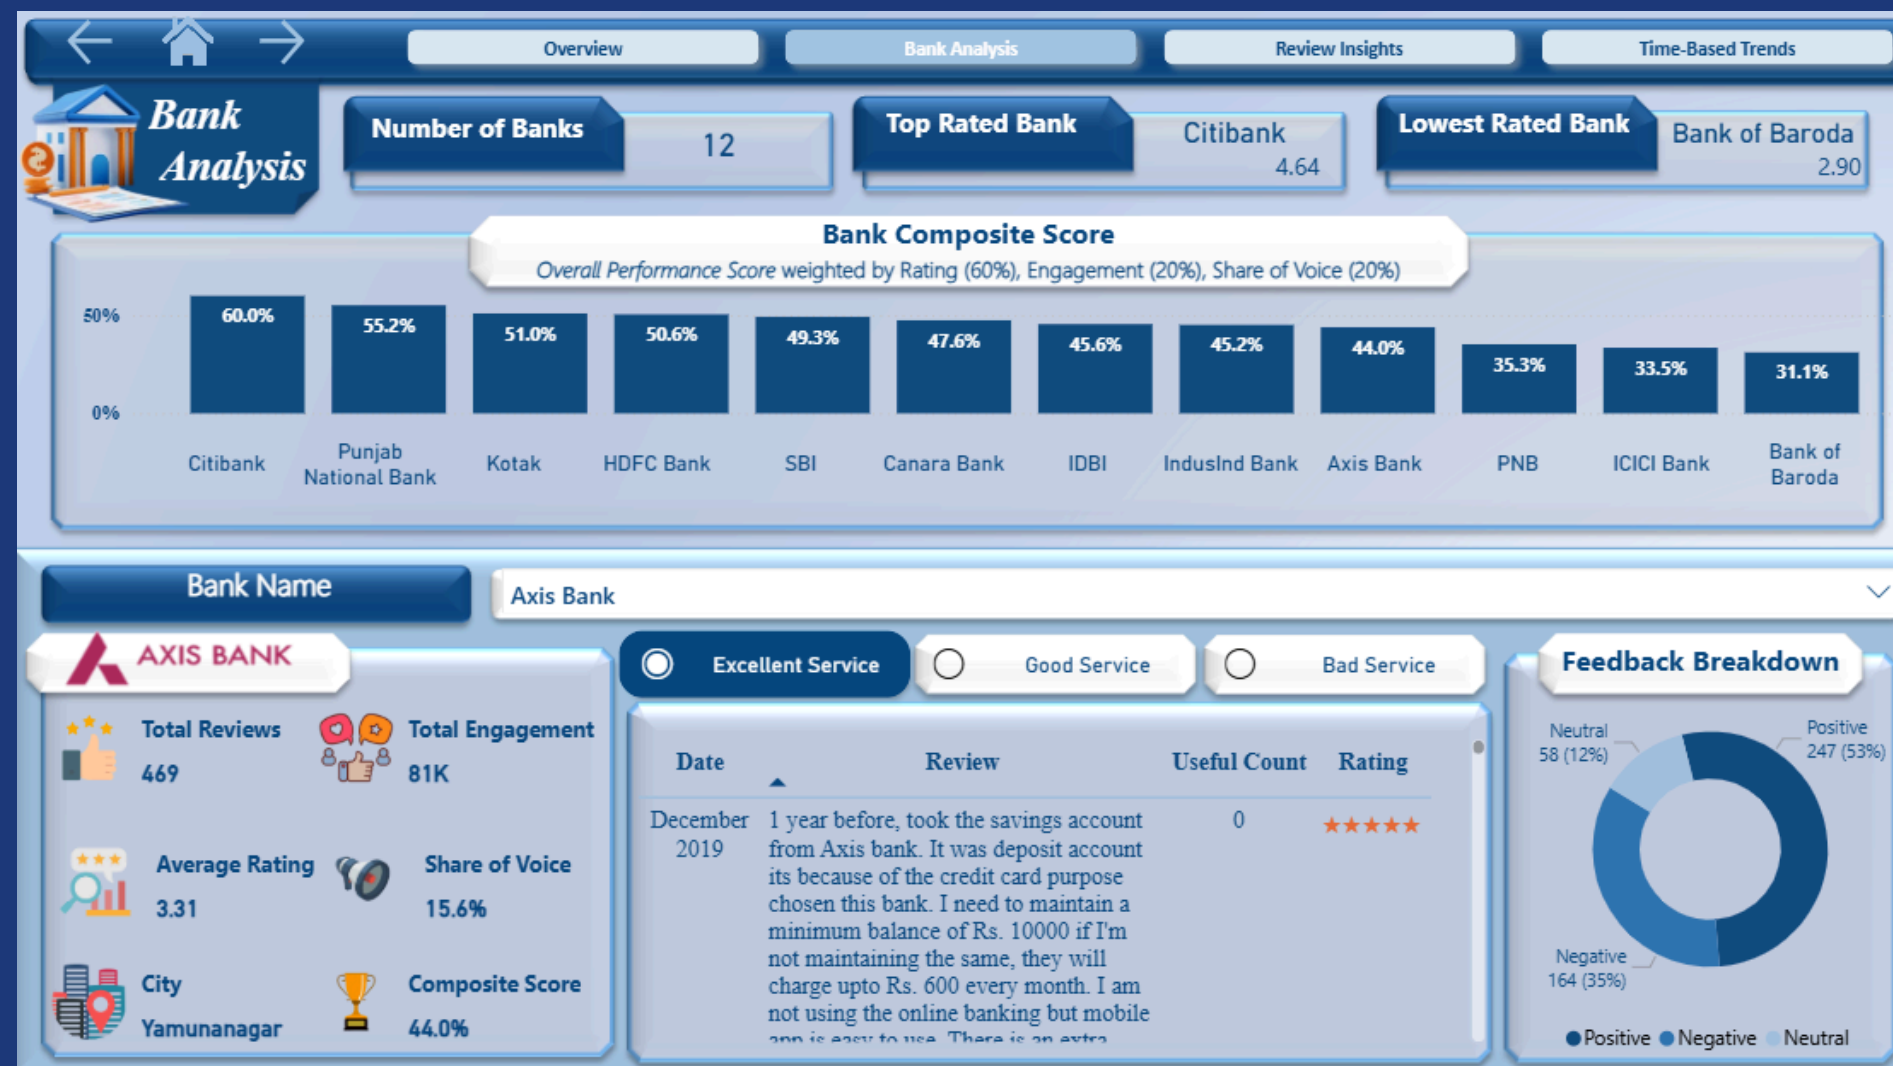 Overview
Bank Analysis
Review Insights
Time-Based Trends
Bank
Analysis
Number of Banks
12
Top Rated Bank
Citibank
4.64
Lowest Rated Bank
Bank of Baroda
2.90
Bank Composite Score
Overall Performance Score weighted by Rating (60%), Engagement (20%), Share of Voice (20%)
50%
0%
60.0%
55.2%
51.0%
50.6%
49.3%
47.6%
45.6%
45.2%
44.0%
35.3%
33.5%
31.1%
Citibank
Punjab
National Bank
Kotak
HDFC Bank
SBI
Canara Bank
IDBI
IndusInd Bank
Axis Bank
PNB
ICICI Bank
Bank of
Baroda
Bank Name
Axis Bank
AXIS BANK
Total Reviews
469
Total Engagement
81K
Average Rating
3.31
Share of Voice
15.6%
City
Yamunanagar
Composite Score
44.0%
Excellent Service
Good Service
Bad Service
Date
Review
Useful Count
Rating
December
2019
1 year before, took the savings account
from Axis bank. It was deposit account
its because of the credit card purpose
chosen this bank. I need to maintain a
minimum balance of Rs. 10000 if I'm
not maintaining the same, they will
charge upto Rs. 600 every month. I am
not using the online banking but mobile
app is easy to use. There is an extra
0
★★★★★
Feedback Breakdown
Neutral
58 (12%)
Positive
247 (53%)
Negative
164 (35%)
Positive
Negative
Neutral